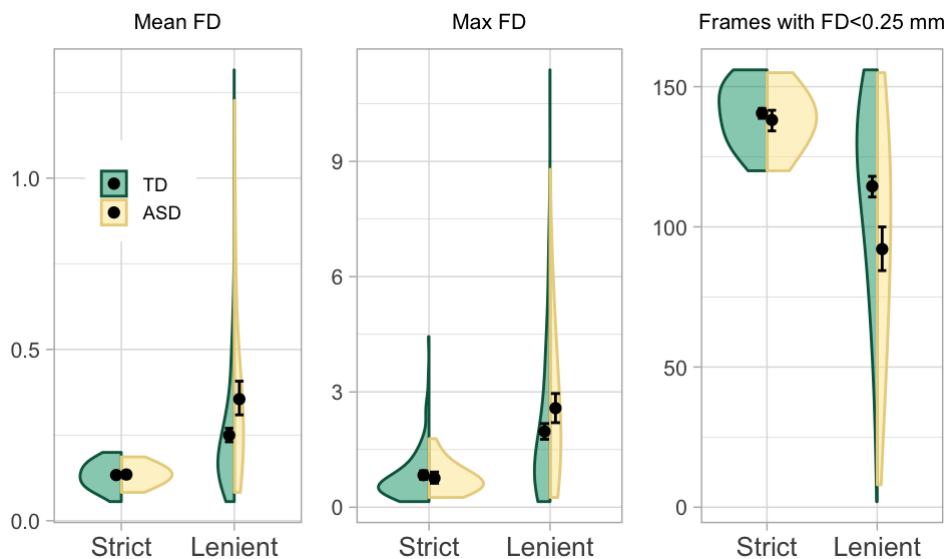 Mean FD
Max FD
Frames with FD<0.25 mm
1.0
0.5
0.0
TD
ASD
Strict
Lenient
9
6
3
0
Strict
Lenient
150
100
50
0
Strict
Lenient